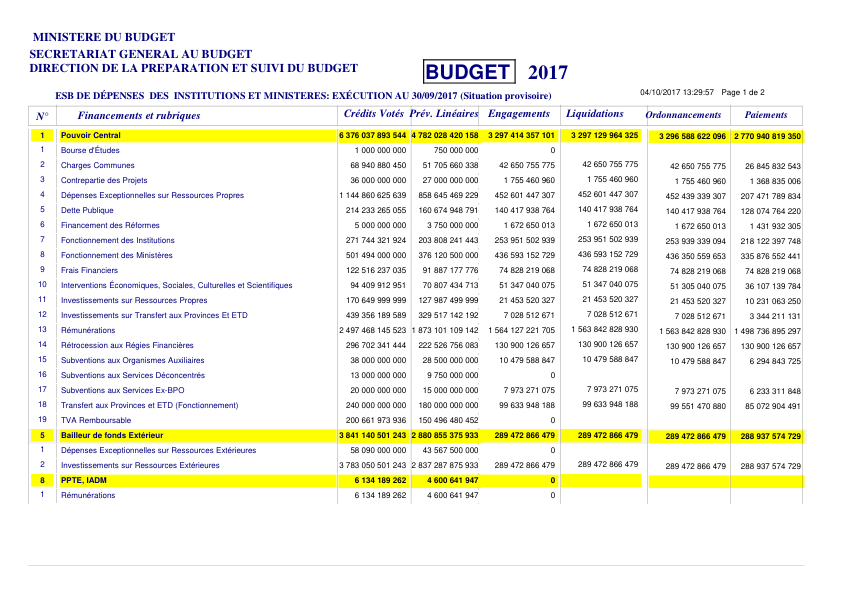 MINISTERE DU BUDGET
SECRETARIAT GENERAL AU BUDGET
DIRECTION DE LA PREPARATION ET SUIVI DU BUDGET
BUDGET 2017
ESB DE DÉPENSES DES INSTITUTIONS ET MINISTERES: EXÉCUTION AU 30/09/2017 (Situation provisoire)
04/10/2017 13:29:57 Page 1 de 2
N° Financements et rubriques Crédits Votés Prév. Linéaires Engagements Liquidations Ordonnancements Paiements
1 Pouvoir Central 6 376 037 893 544 4 782 028 420 158 3 297 414 357 101 3 297 129 964 325 3 296 588 622 096 2 770 940 819 350
1 Bourse d'Études 1 000 000 000 750 000 000 0
2 Charges Communes 68 940 880 450 51 705 660 338 42 650 755 775 42 650 755 775 42 650 755 775 26 845 832 543
3 Contrepartie des Projets 36 000 000 000 27 000 000 000 1 755 460 960 1 755 460 960 1 755 460 960 1 368 835 006
4 Dépenses Exceptionnelles sur Ressources Propres 1 144 860 625 639 858 645 469 229 452 601 447 307 452 601 447 307 452 439 339 307 207 471 789 834
5 Dette Publique 214 233 265 055 160 674 948 791 140 417 938 764 140 417 938 764 140 417 938 764 128 074 764 220
6 Financement des Réformes 5 000 000 000 3 750 000 000 1 672 650 013 1 672 650 013 1 672 650 013 1 431 932 305
7 Fonctionnement des Institutions 271 744 321 924 203 808 241 443 253 951 502 939 253 951 502 939 253 939 339 094 218 122 397 748
8 Fonctionnement des Ministères 501 494 000 000 376 120 500 000 436 593 152 729 436 593 152 729 436 350 559 653 335 876 552 441
9 Frais Financiers 122 516 237 035 91 887 177 776 74 828 219 068 74 828 219 068 74 828 219 068 74 828 219 068
10 Interventions Économiques, Sociales, Culturelles et Scientifiques 94 409 912 951 70 807 434 713 51 347 040 075 51 347 040 075 51 305 040 075 36 107 139 784
11 Investissements sur Ressources Propres 170 649 999 999 127 987 499 999 21 453 520 327 21 453 520 327 21 453 520 327 10 231 063 250
12 Investissements sur Transfert aux Provinces Et ETD 439 356 189 589 329 517 142 192 7 028 512 671 7 028 512 671 7 028 512 671 3 344 211 131
13 Rémunérations 2 497 468 145 523 1 873 101 109 142 1 564 127 221 705 1 563 842 828 930 1 563 842 828 930 1 498 736 895 297
14 Rétrocession aux Régies Financières 296 702 341 444 222 526 756 083 130 900 126 657 130 900 126 657 130 900 126 657 130 900 126 657
15 Subventions aux Organismes Auxiliaires 38 000 000 000 28 500 000 000 10 479 588 847 10 479 588 847 10 479 588 847 6 294 843 725
16 Subventions aux Services Déconcentrés 13 000 000 000 9 750 000 000 0
17 Subventions aux Services Ex-BPO 20 000 000 000 15 000 000 000 7 973 271 075 7 973 271 075 7 973 271 075 6 233 311 848
18 Transfert aux Provinces et ETD (Fonctionnement) 240 000 000 000 180 000 000 000 99 633 948 188 99 633 948 188 99 551 470 880 85 072 904 491
19 TVA Remboursable 200 661 973 936 150 496 480 452 0
5 Bailleur de fonds Extérieur 3 841 140 501 243 2 880 855 375 933 289 472 866 479 289 472 866 479 289 472 866 479 288 937 574 729
1 Dépenses Exceptionnelles sur Ressources Extérieures 58 090 000 000 43 567 500 000 0
2 Investissements sur Ressources Extérieures 3 783 050 501 243 2 837 287 875 933 289 472 866 479 289 472 866 479 289 472 866 479 288 937 574 729
8 PPTE, IADM 6 134 189 262 4 600 641 947 0
1 Rémunérations 6 134 189 262 4 600 641 947 0